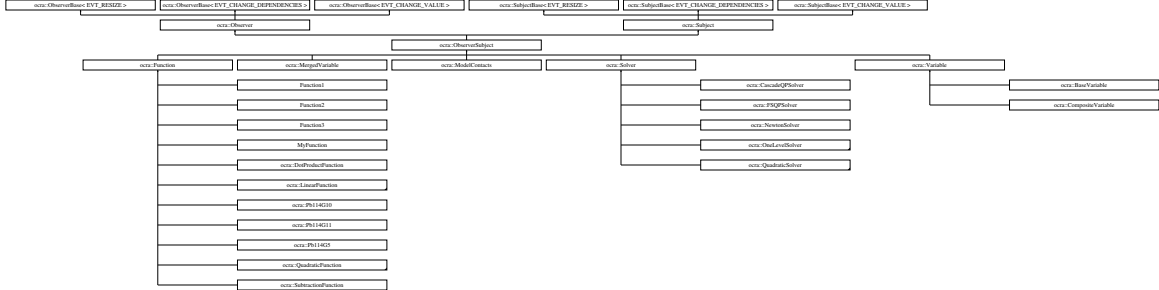 ocra::ObserverBase< EVT_RESIZE >
ocra::ObserverBase< EVT_CHANGE_DEPENDENCIES >
ocra::ObserverBase< EVT_CHANGE_VALUE >
ocra::SubjectBase< EVT_RESIZE >
ocra::SubjectBase< EVT_CHANGE_DEPENDENCIES >
ocra::SubjectBase< EVT_CHANGE_VALUE >
ocra::Observer
ocra::Subject
ocra::ObserverSubject
ocra::Function
ocra::MergedVariable
ocra::ModelContacts
ocra::Solver
ocra::Variable
Function1
ocra::CascadeQPSolver
ocra::BaseVariable
Function2
ocra::FSQPSolver
ocra::CompositeVariable
Function3
ocra::NewtonSolver
MyFunction
ocra::OneLevelSolver
ocra::DotProductFunction
ocra::QuadraticSolver
ocra::LinearFunction
ocra::Pb114G10
ocra::Pb114G11
ocra::Pb114G5
ocra::QuadraticFunction
ocra::SubtractionFunction